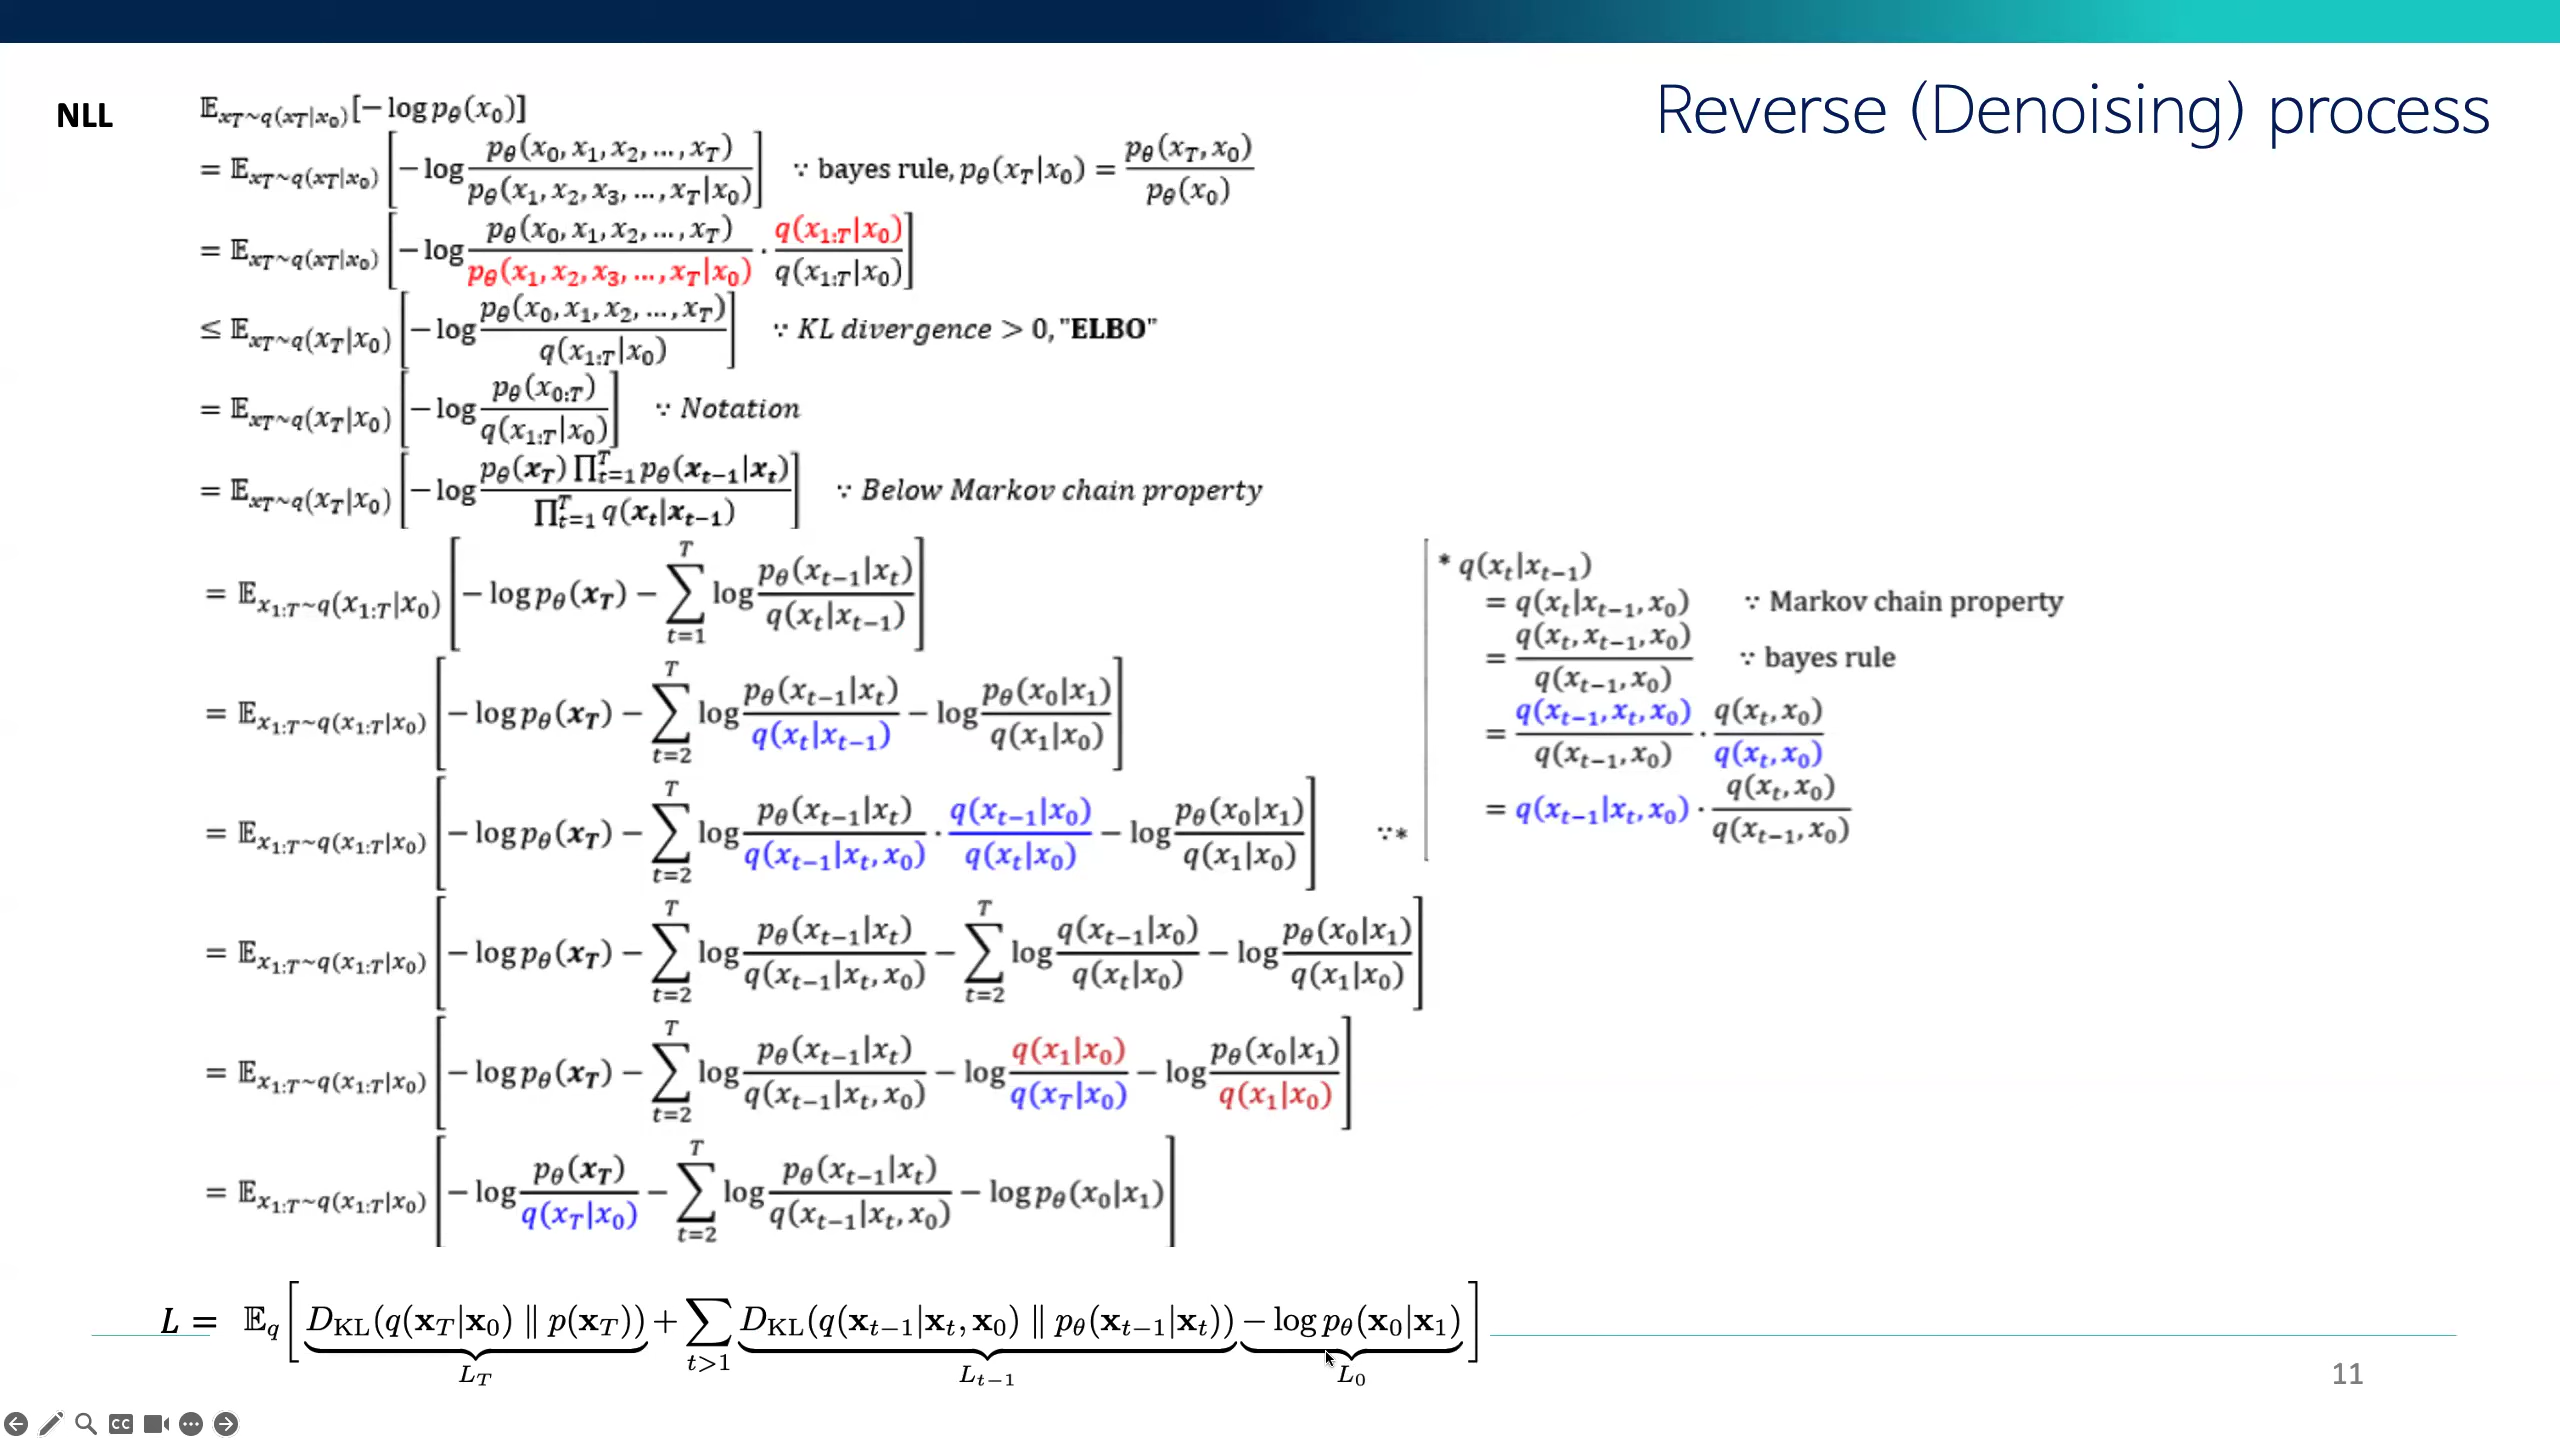 Reverse (Denoising) process
NLL 𝔼_{x_T~q(x_T|x_0)}[− log p_θ(x_0)]
= 𝔼_{x_T~q(x_T|x_0)} [− log p_θ(x_0, x_1, x_2, …, x_T) / p_θ(x_1, x_2, x_3, …, x_T|x_0)] ∵ bayes rule, p_θ(x_T|x_0) = p_θ(x_T, x_0) / p_θ(x_0)
= 𝔼_{x_T~q(x_T|x_0)} [− log p_θ(x_0, x_1, x_2, …, x_T) / p_θ(x_1, x_2, x_3, …, x_T|x_0) · q(x_{1:T}|x_0) / q(x_{1:T}|x_0)]
≤ 𝔼_{x_T~q(x_T|x_0)} [− log p_θ(x_0, x_1, x_2, …, x_T) / q(x_{1:T}|x_0)] ∵ KL divergence > 0, "ELBO"
= 𝔼_{x_T~q(x_T|x_0)} [− log p_θ(x_{0:T}) / q(x_{1:T}|x_0)] ∵ Notation
= 𝔼_{x_T~q(x_T|x_0)} [− log p_θ(x_T) ∏_{t=1}^T p_θ(x_{t−1}|x_t) / ∏_{t=1}^T q(x_t|x_{t−1})] ∵ Below Markov chain property
= 𝔼_{x_{1:T}~q(x_{1:T}|x_0)} [− log p_θ(x_T) − ∑_{t=1}^T log p_θ(x_{t−1}|x_t) / q(x_t|x_{t−1})]
= 𝔼_{x_{1:T}~q(x_{1:T}|x_0)} [− log p_θ(x_T) − ∑_{t=2}^T log p_θ(x_{t−1}|x_t) / q(x_t|x_{t−1}) − log p_θ(x_0|x_1) / q(x_1|x_0)]
= 𝔼_{x_{1:T}~q(x_{1:T}|x_0)} [− log p_θ(x_T) − ∑_{t=2}^T log p_θ(x_{t−1}|x_t) / q(x_{t−1}|x_t, x_0) · q(x_{t−1}|x_0) / q(x_t|x_0) − log p_θ(x_0|x_1) / q(x_1|x_0)] ∵*
= 𝔼_{x_{1:T}~q(x_{1:T}|x_0)} [− log p_θ(x_T) − ∑_{t=2}^T log p_θ(x_{t−1}|x_t) / q(x_{t−1}|x_t, x_0) − ∑_{t=2}^T log q(x_{t−1}|x_0) / q(x_t|x_0) − log p_θ(x_0|x_1) / q(x_1|x_0)]
= 𝔼_{x_{1:T}~q(x_{1:T}|x_0)} [− log p_θ(x_T) − ∑_{t=2}^T log p_θ(x_{t−1}|x_t) / q(x_{t−1}|x_t, x_0) − log q(x_1|x_0) / q(x_T|x_0) − log p_θ(x_0|x_1) / q(x_1|x_0)]
= 𝔼_{x_{1:T}~q(x_{1:T}|x_0)} [− log p_θ(x_T) / q(x_T|x_0) − ∑_{t=2}^T log p_θ(x_{t−1}|x_t) / q(x_{t−1}|x_t, x_0) − log p_θ(x_0|x_1)]
* q(x_t|x_{t−1})
= q(x_t|x_{t−1}, x_0) ∵ Markov chain property
= q(x_t, x_{t−1}, x_0) / q(x_{t−1}, x_0) ∵ bayes rule
= q(x_{t−1}, x_t, x_0) / q(x_{t−1}, x_0) · q(x_t, x_0) / q(x_t, x_0)
= q(x_{t−1}|x_t, x_0) · q(x_t, x_0) / q(x_{t−1}, x_0)
L = 𝔼_q [D_KL(q(x_T|x_0) ‖ p(x_T)) + ∑_{t>1} D_KL(q(x_{t−1}|x_t, x_0) ‖ p_θ(x_{t−1}|x_t)) − log p_θ(x_0|x_1)]
L_T L_{t−1} L_0
11
CC